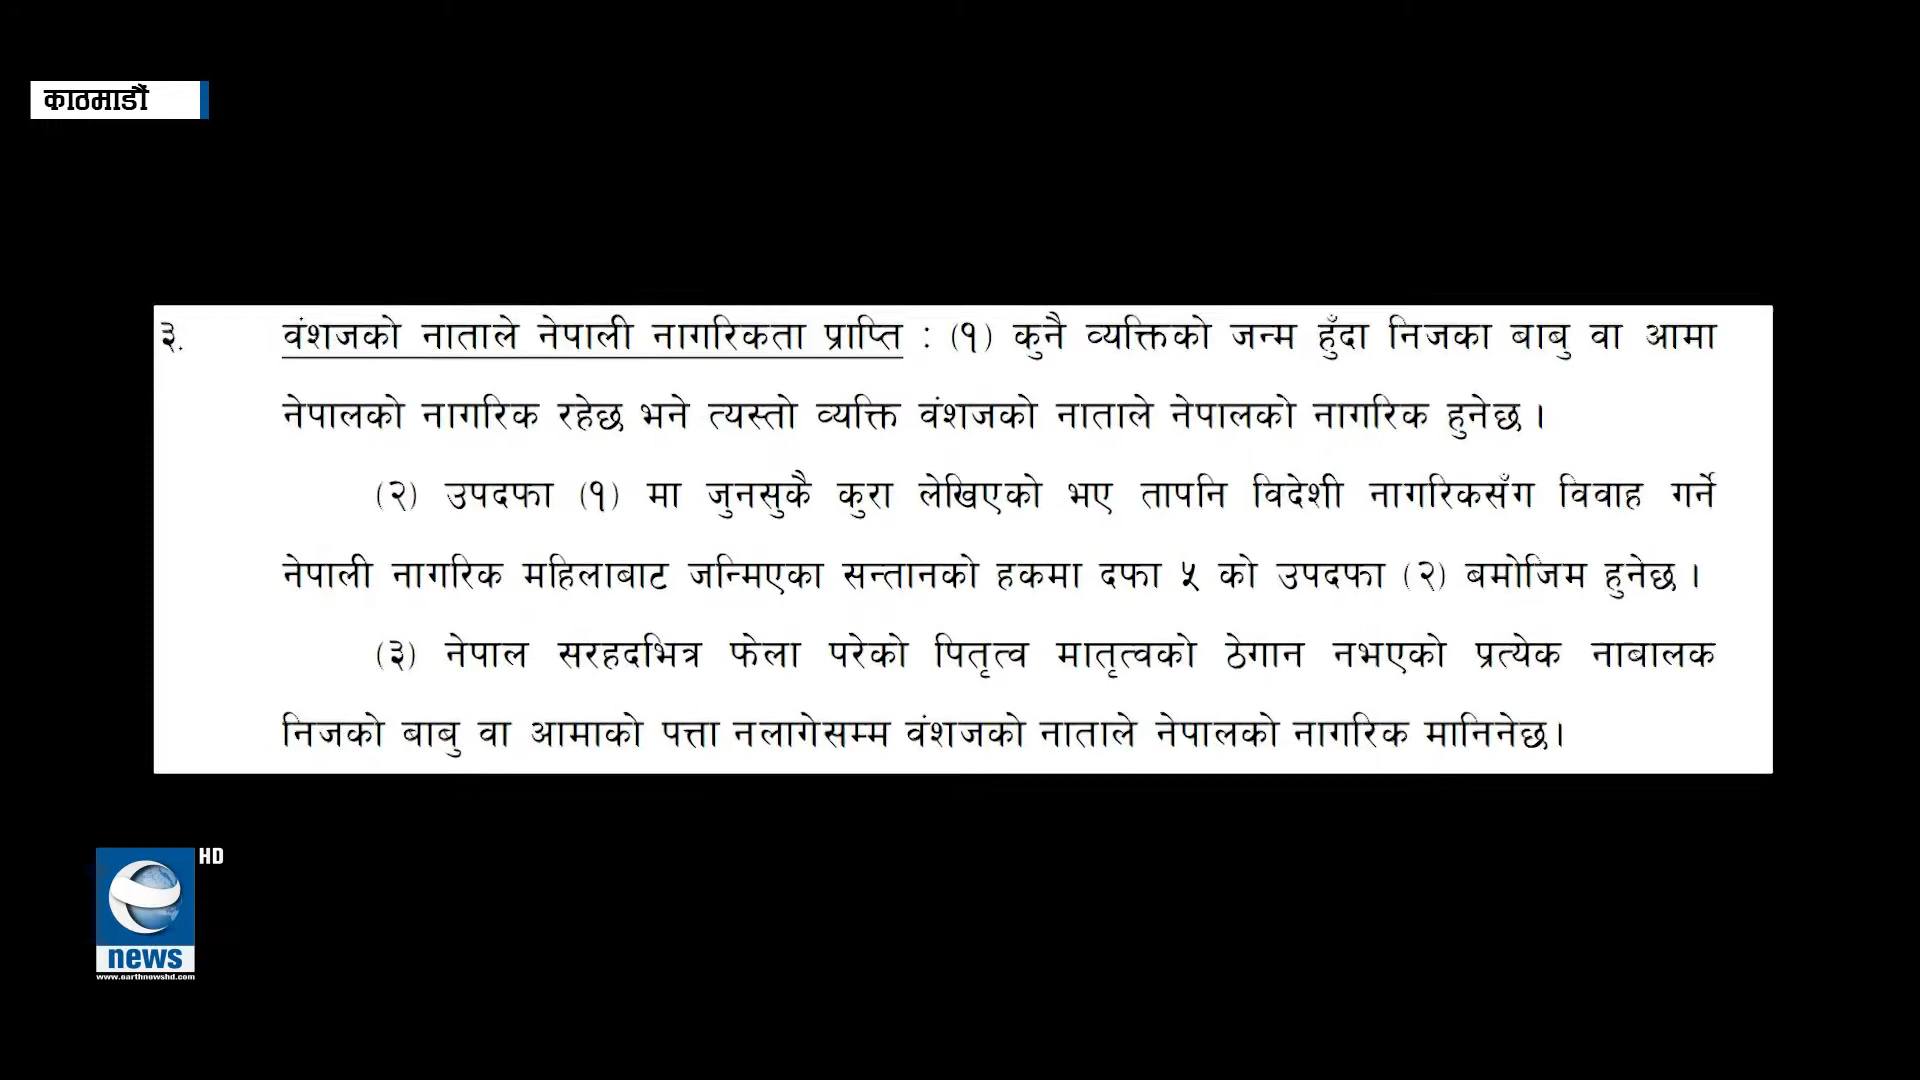 काठमाडौं
३. वंशजको नाताले नेपाली नागरिकता प्राप्ति : (१) कुनै व्यक्तिको जन्म हुँदा निजका बाबु वा आमा
नेपालको नागरिक रहेछ भने त्यस्तो व्यक्ति वंशजको नाताले नेपालको नागरिक हुनेछ ।
(२) उपदफा (१) मा जुनसुकै कुरा लेखिएको भए तापनि विदेशी नागरिकसँग विवाह गर्ने
नेपाली नागरिक महिलाबाट जन्मिएका सन्तानको हकमा दफा ५ को उपदफा (२) बमोजिम हुनेछ ।
(३) नेपाल सरहदभित्र फेला परेको पितृत्व मातृत्वको ठेगान नभएको प्रत्येक नाबालक
निजको बाबु वा आमाको पत्ता नलागेसम्म वंशजको नाताले नेपालको नागरिक मानिनेछ।
HD
news
www.earthnewshd.com